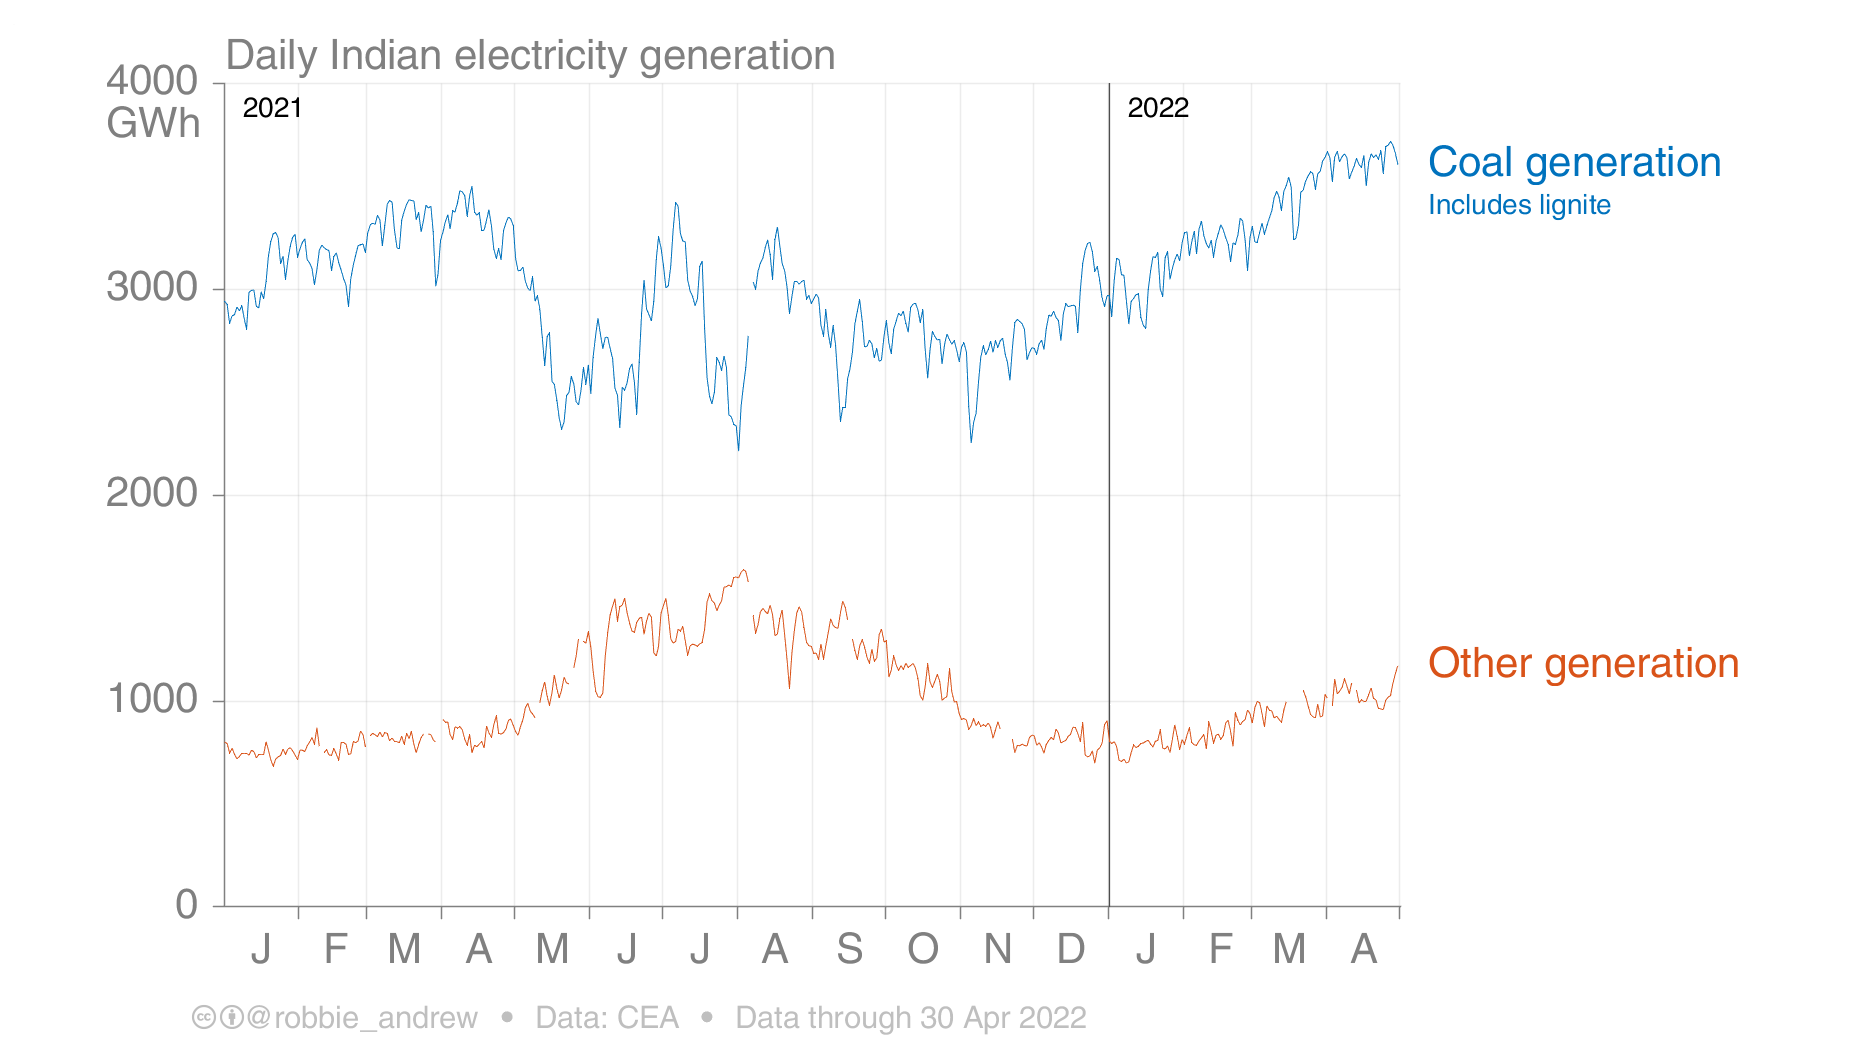 Daily Indian electricity generation
4000
GWh
2021
2022
Coal generation
Includes lignite
3000
2000
Other generation
1000
0
J F M A M J J A S O N D J F M A
cc @robbie_andrew • Data: CEA • Data through 30 Apr 2022